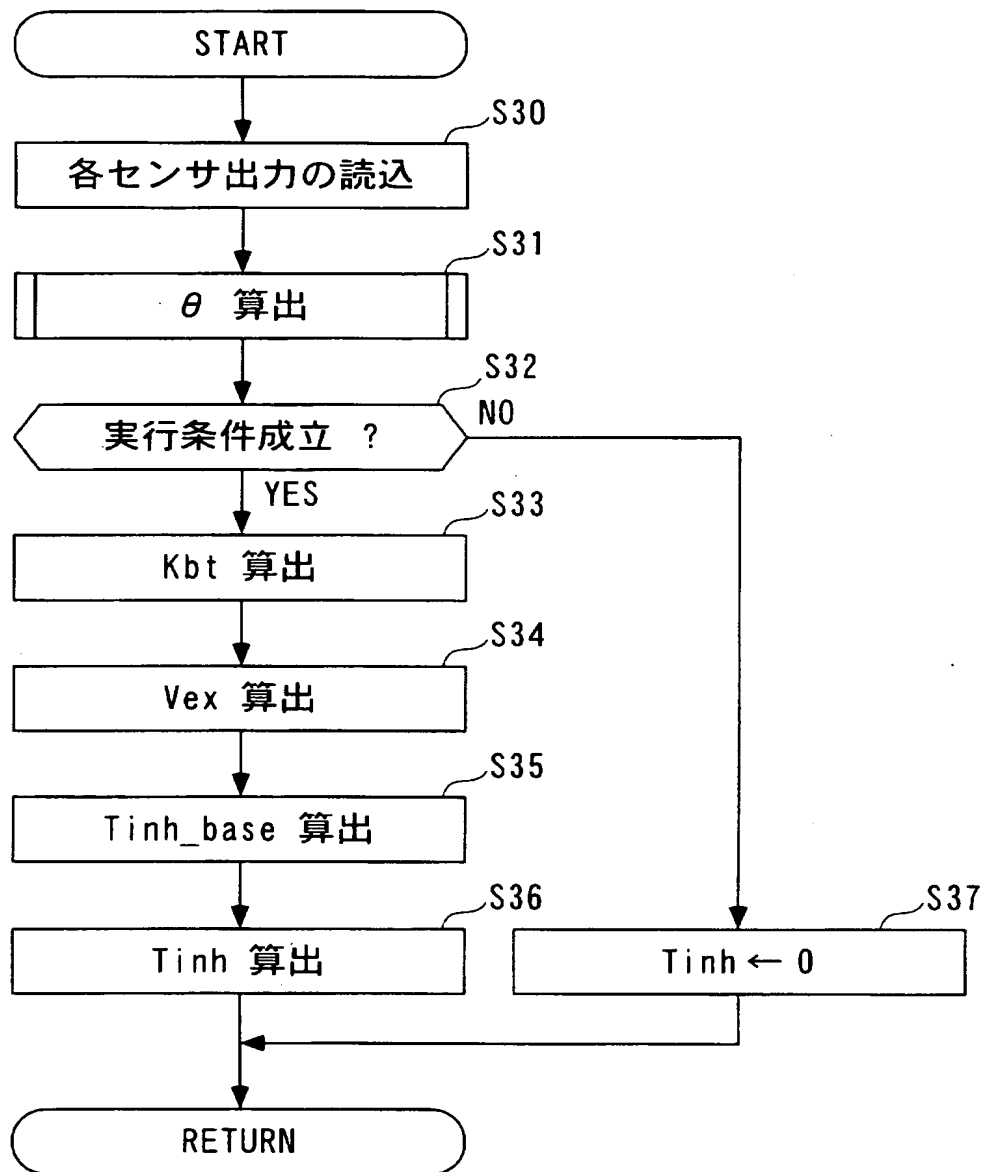 START
S30
各センサ出力の読込
S31
θ 算出
S32
実行条件成立 ?
NO
YES
S33
Kbt 算出
S34
Vex 算出
S35
Tinh_base 算出
S36
Tinh 算出
S37
Tinh ← 0
RETURN